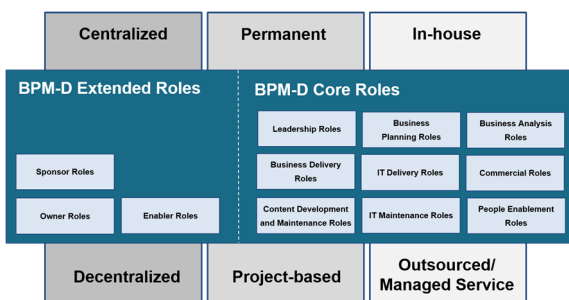 Centralized
Permanent
In-house
BPM-D Extended Roles
BPM-D Core Roles
Leadership Roles
Business
Planning Roles
Business Analysis
Roles
Sponsor Roles
Business Delivery
Roles
IT Delivery Roles
Commercial Roles
Owner Roles
Enabler Roles
Content Development
and Maintenance Roles
IT Maintenance Roles
People Enablement
Roles
Decentralized
Project-based
Outsourced/
Managed Service